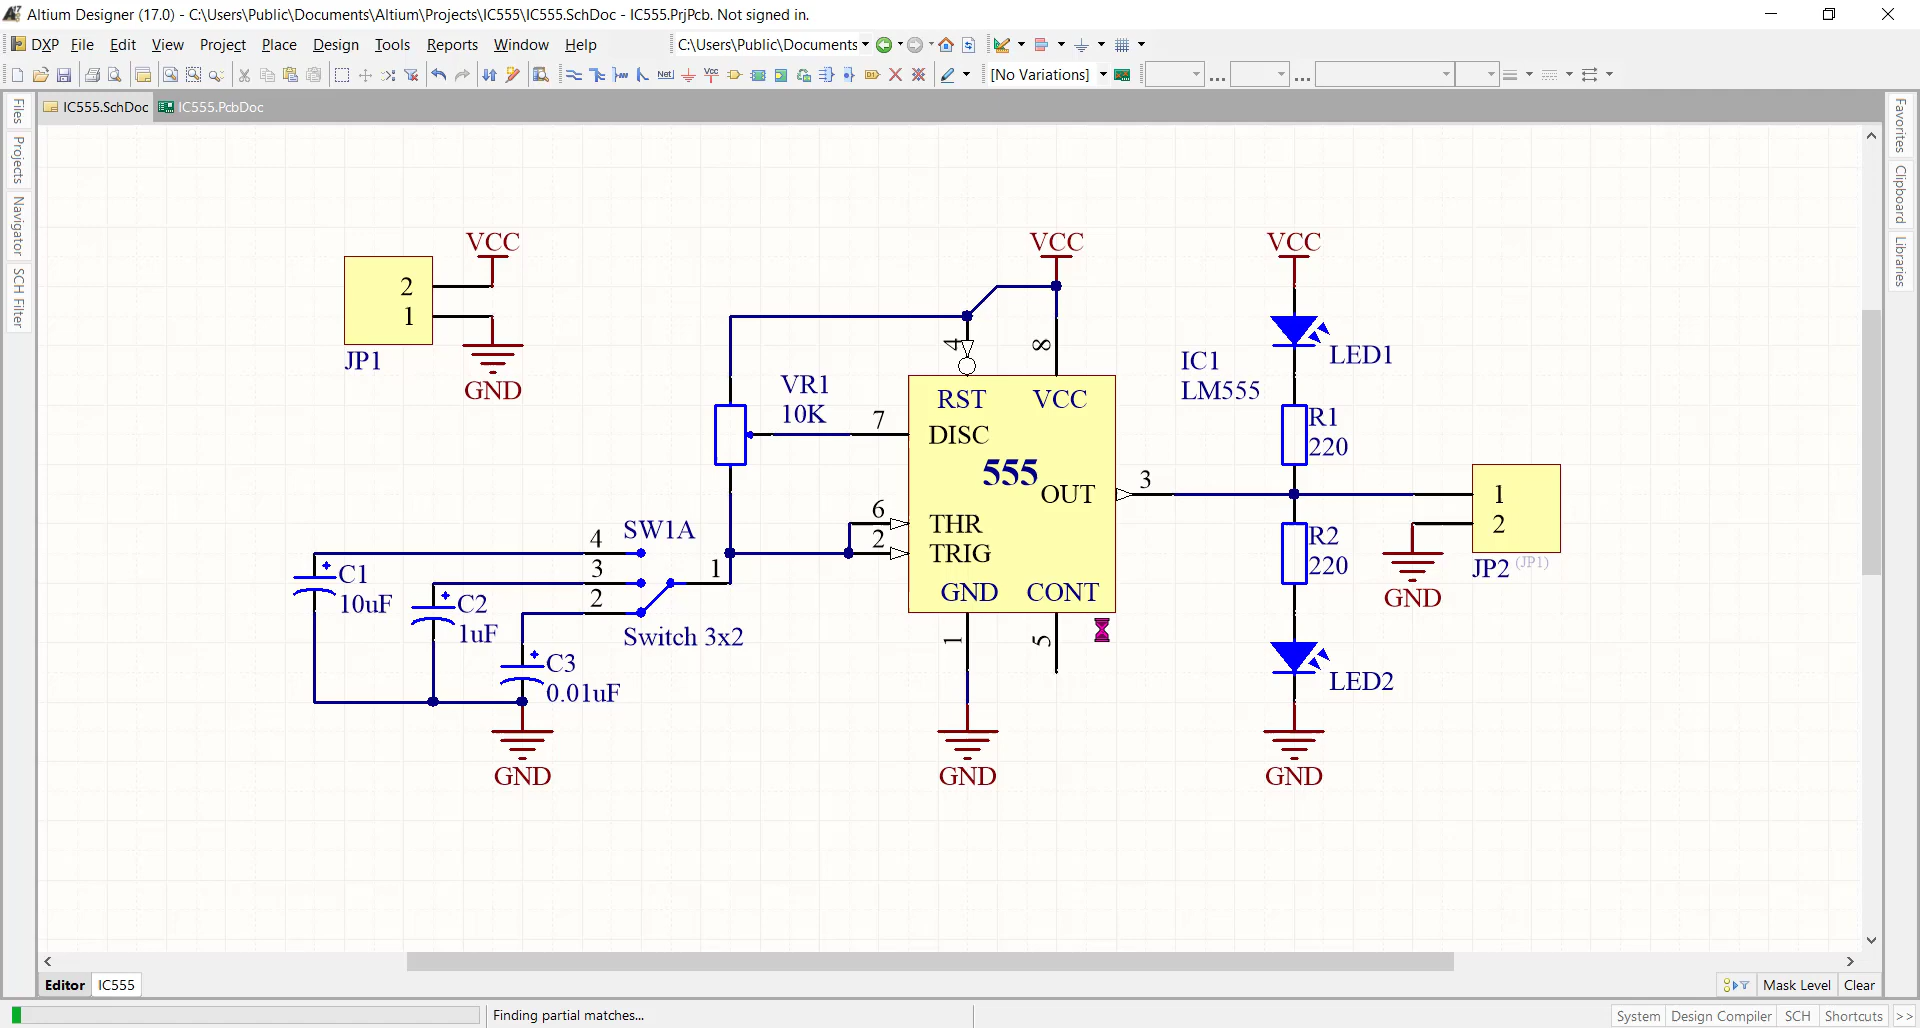 Altium Designer (17.0) - C:\Users\Public\Documents\Altium\Projects\IC555\IC555.SchDoc - IC555.PrjPcb. Not signed in.
DXP File Edit View Project Place Design Tools Reports Window Help C:\Users\Public\Documents
Net Vcc [No Variations] ... ...
IC555.SchDoc IC555.PcbDoc
Files
Projects
Navigator
SCH Filter
Favorites
Clipboard
Libraries
VCC
2
1
JP1
GND
VCC
VCC
4
8
IC1
LM555
LED1
VR1
10K
7
RST VCC
DISC
555
OUT
3
6
THR
2
TRIG
GND CONT
1
5
GND
R1
220
R2
220
LED2
GND
1
2
JP2 (JP1)
GND
SW1A
4
3
2
1
Switch 3x2
C1
10uF
C2
1uF
C3
0.01uF
GND
Editor IC555 Mask Level Clear
Finding partial matches... System Design Compiler SCH Shortcuts >>